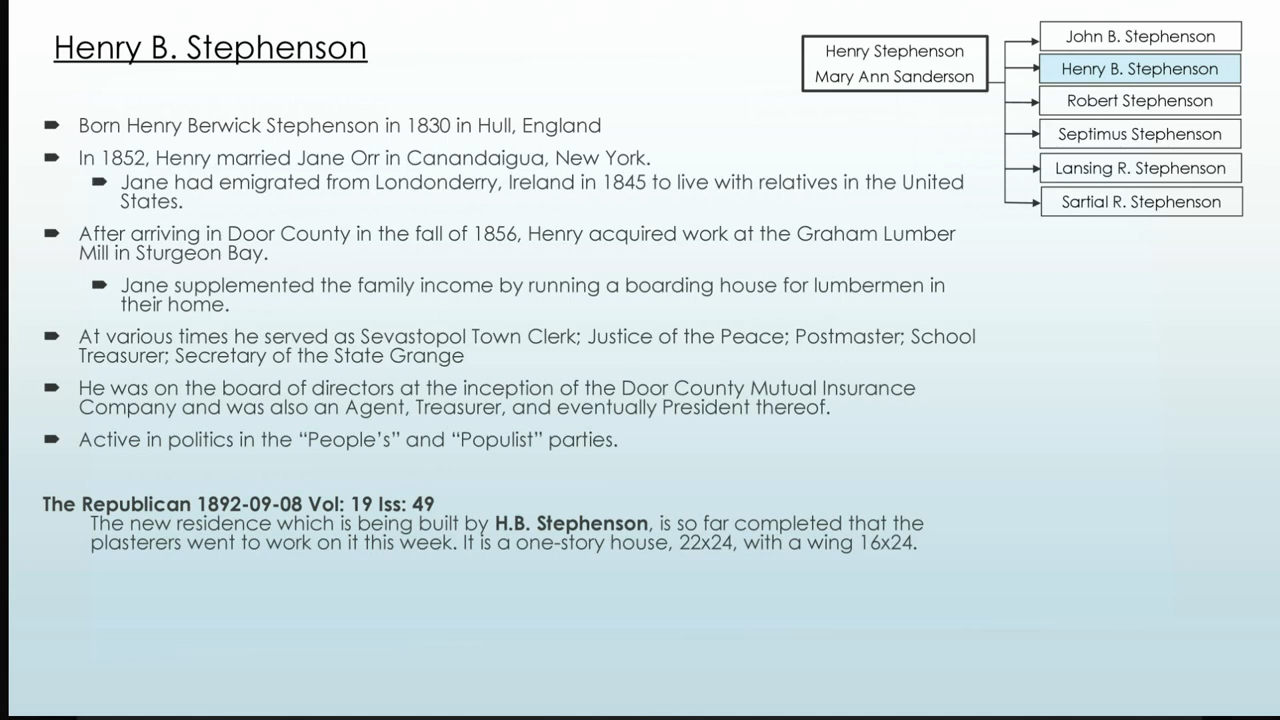 Henry B. Stephenson
Henry Stephenson
Mary Ann Sanderson
John B. Stephenson
Henry B. Stephenson
Robert Stephenson
Septimus Stephenson
Lansing R. Stephenson
Sartial R. Stephenson
Born Henry Berwick Stephenson in 1830 in Hull, England
In 1852, Henry married Jane Orr in Canandaigua, New York.
Jane had emigrated from Londonderry, Ireland in 1845 to live with relatives in the United
States.
After arriving in Door County in the fall of 1856, Henry acquired work at the Graham Lumber
Mill in Sturgeon Bay.
Jane supplemented the family income by running a boarding house for lumbermen in
their home.
At various times he served as Sevastopol Town Clerk; Justice of the Peace; Postmaster; School
Treasurer; Secretary of the State Grange
He was on the board of directors at the inception of the Door County Mutual Insurance
Company and was also an Agent, Treasurer, and eventually President thereof.
Active in politics in the “People’s” and “Populist” parties.
The Republican 1892-09-08 Vol: 19 Iss: 49
The new residence which is being built by H.B. Stephenson, is so far completed that the
plasterers went to work on it this week. It is a one-story house, 22x24, with a wing 16x24.